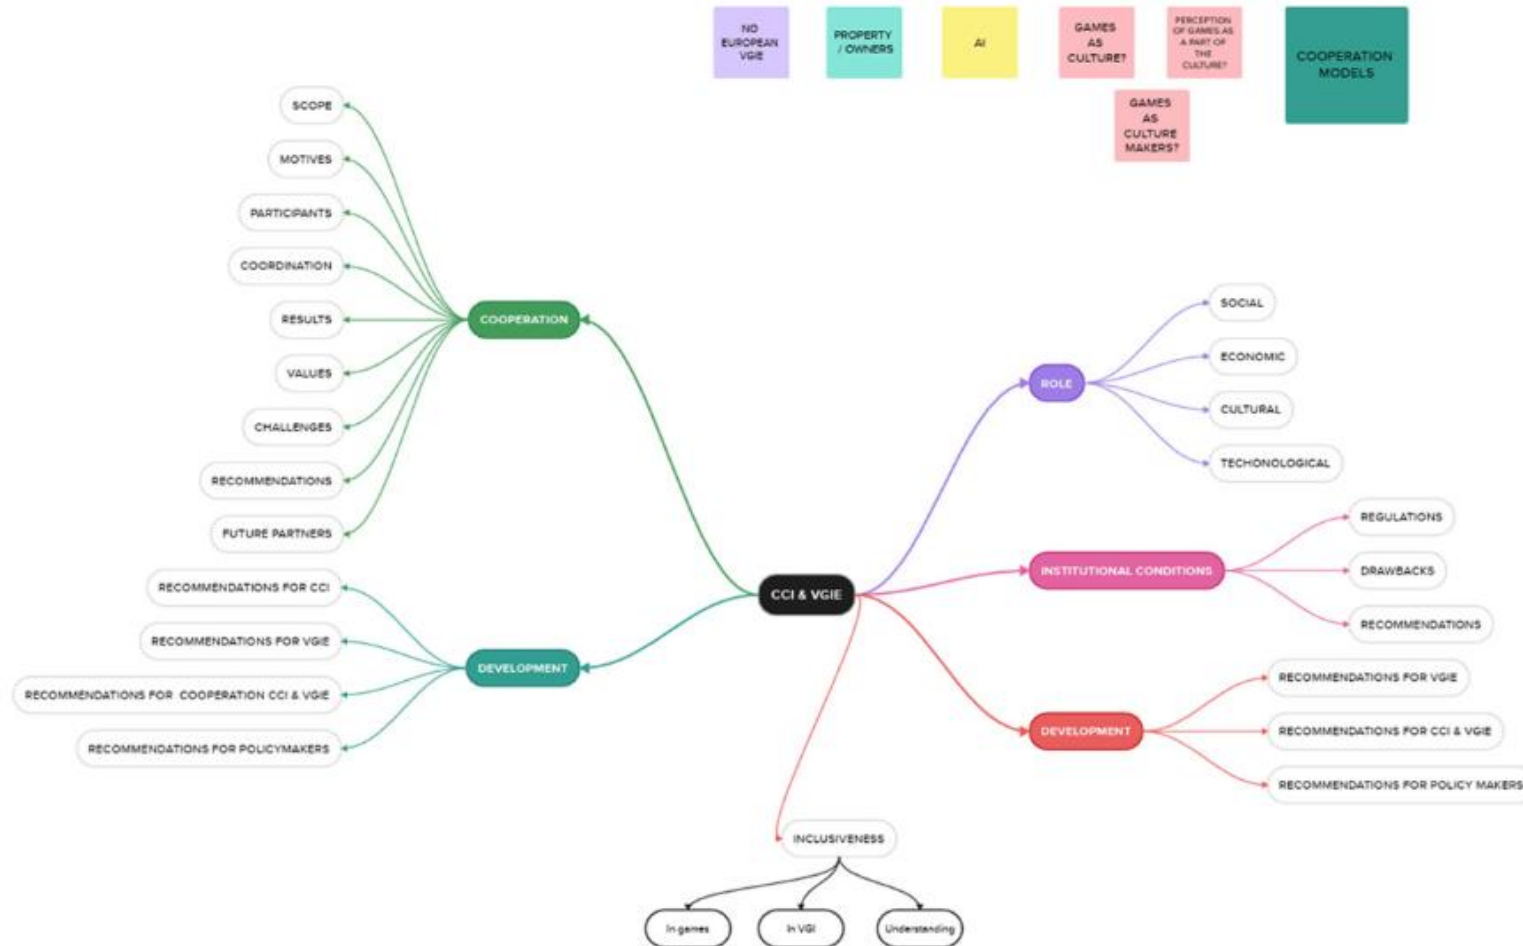 NO
EUROPEAN
VGIE
PROPERTY
/ OWNERS
AI
GAMES
AS
CULTURE?
PERCEPTION
OF GAMES AS
A PART OF
THE
CULTURE?
COOPERATION
MODELS
GAMES
AS
CULTURE
MAKERS?
SCOPE
MOTIVES
PARTICIPANTS
COORDINATION
RESULTS
VALUES
CHALLENGES
RECOMMENDATIONS
FUTURE PARTNERS
COOPERATION
RECOMMENDATIONS FOR CCI
RECOMMENDATIONS FOR VGIE
RECOMMENDATIONS FOR COOPERATION CCI & VGIE
RECOMMENDATIONS FOR POLICYMAKERS
DEVELOPMENT
CCI & VGIE
ROLE
SOCIAL
ECONOMIC
CULTURAL
TECHONOLOGICAL
INSTITUTIONAL CONDITIONS
REGULATIONS
DRAWBACKS
RECOMMENDATIONS
DEVELOPMENT
RECOMMENDATIONS FOR VGIE
RECOMMENDATIONS FOR CCI & VGIE
RECOMMENDATIONS FOR POLICY MAKERS
INCLUSIVENESS
In games
In VGI
Understanding